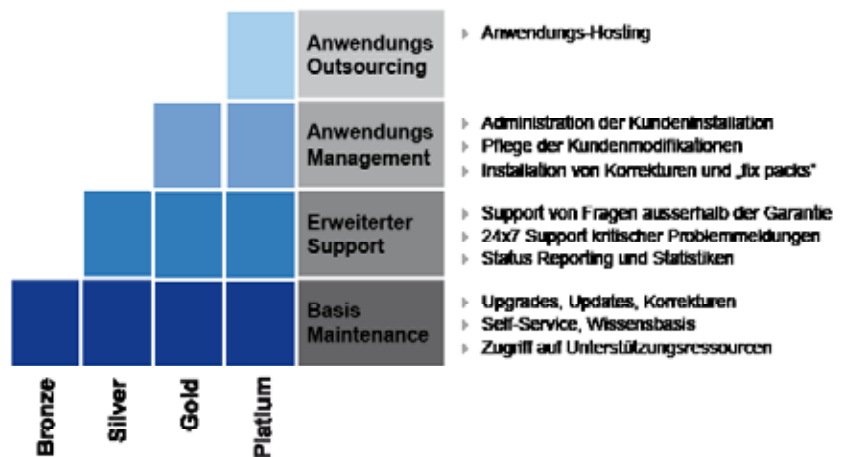 Anwendungs
Outsourcing
Anwendungs-Hosting
Anwendungs
Management
Administration der Kundeninstallation
Pflege der Kundenmodifikationen
Installation von Korrekturen und „fix packs“
Erweiterter
Support
Support von Fragen ausserhalb der Garantie
24x7 Support kritischer Problemmeldungen
Status Reporting und Statistiken
Basis
Maintenance
Upgrades, Updates, Korrekturen
Self-Service, Wissensbasis
Zugriff auf Unterstützungsressourcen
Bronze
Silver
Gold
Platium